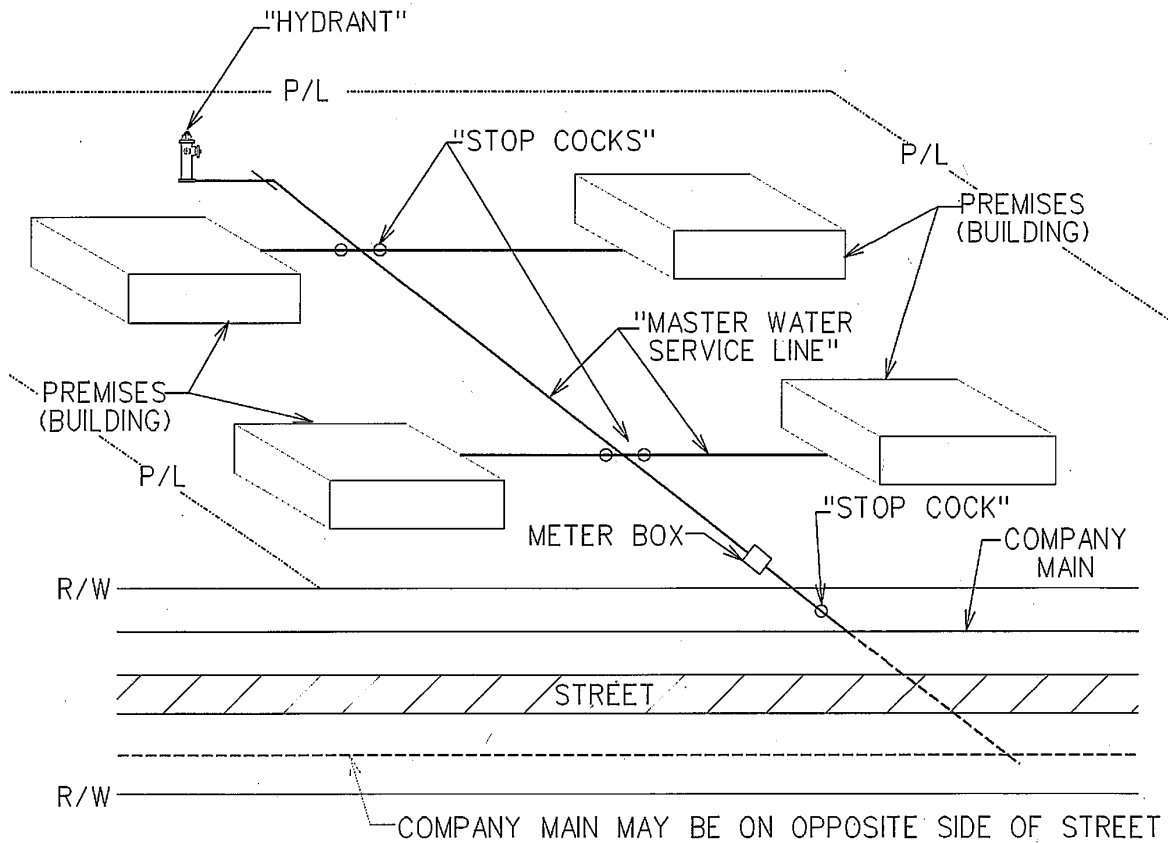 "HYDRANT"
P/L
"STOP COCKS"
P/L
PREMISES
(BUILDING)
"MASTER WATER
SERVICE LINE"
PREMISES
(BUILDING)
P/L
"STOP COCK"
METER BOX
COMPANY
MAIN
R/W
STREET
R/W
COMPANY MAIN MAY BE ON OPPOSITE SIDE OF STREET